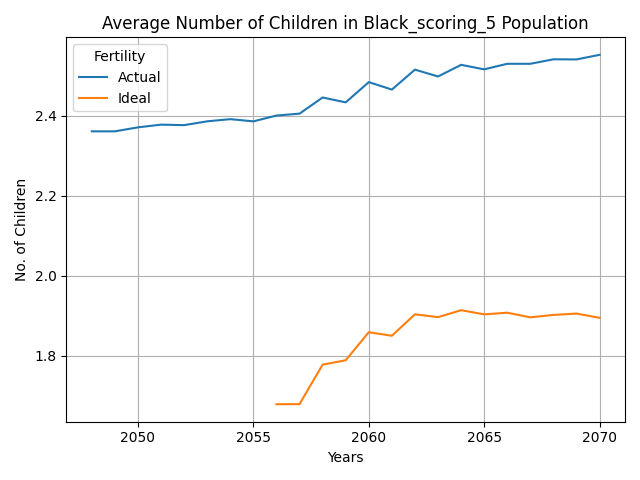 Average Number of Children in Black_scoring_5 Population
Fertility
Actual
Ideal
2.4
2.2
2.0
1.8
No. of Children
2050
2055
2060
2065
2070
Years